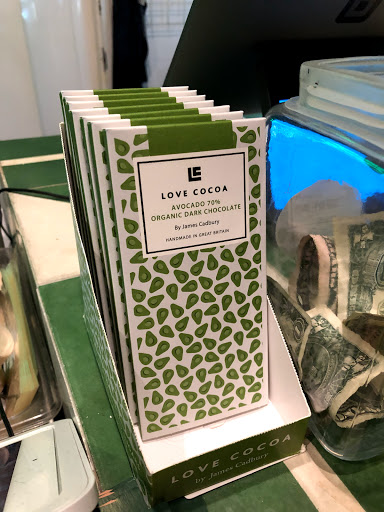 LOVE COCOA
AVOCADO 70%
ORGANIC DARK CHOCOLATE
By James Cadbury
HANDMADE IN GREAT BRITAIN
LOVE COCOA
by James Cadbury